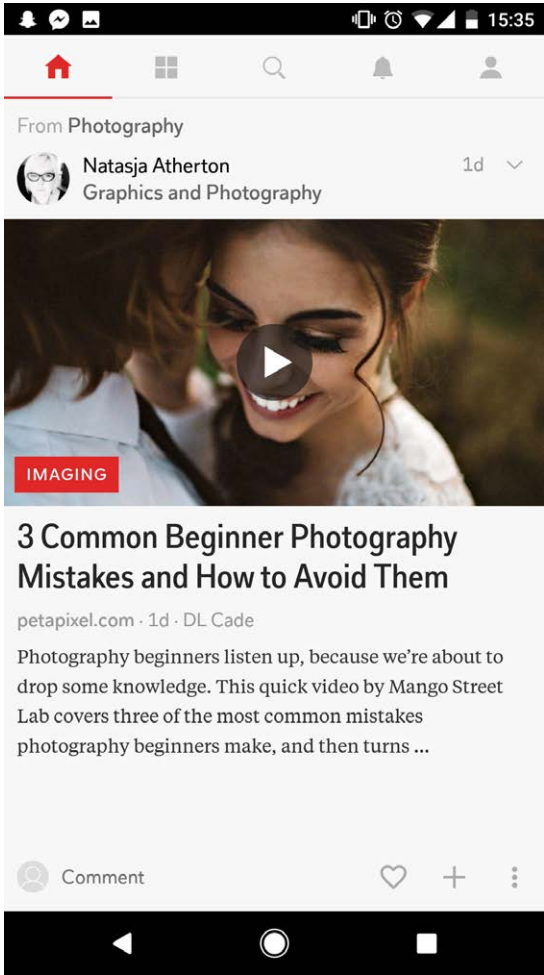 15:35
From Photography
Natasja Atherton
1d
Graphics and Photography
IMAGING
3 Common Beginner Photography
Mistakes and How to Avoid Them
petapixel.com · 1d · DL Cade
Photography beginners listen up, because we’re about to
drop some knowledge. This quick video by Mango Street
Lab covers three of the most common mistakes
photography beginners make, and then turns ...
Comment